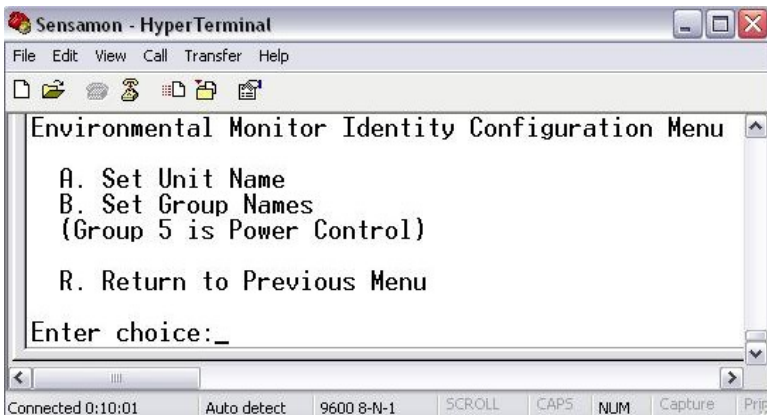 Sensamon - HyperTerminal
File Edit View Call Transfer Help
Environmental Monitor Identity Configuration Menu
A. Set Unit Name
B. Set Group Names
(Group 5 is Power Control)
R. Return to Previous Menu
Enter choice:_
Connected 0:10:01 Auto detect 9600 8-N-1 SCROLL CAPS NUM Capture